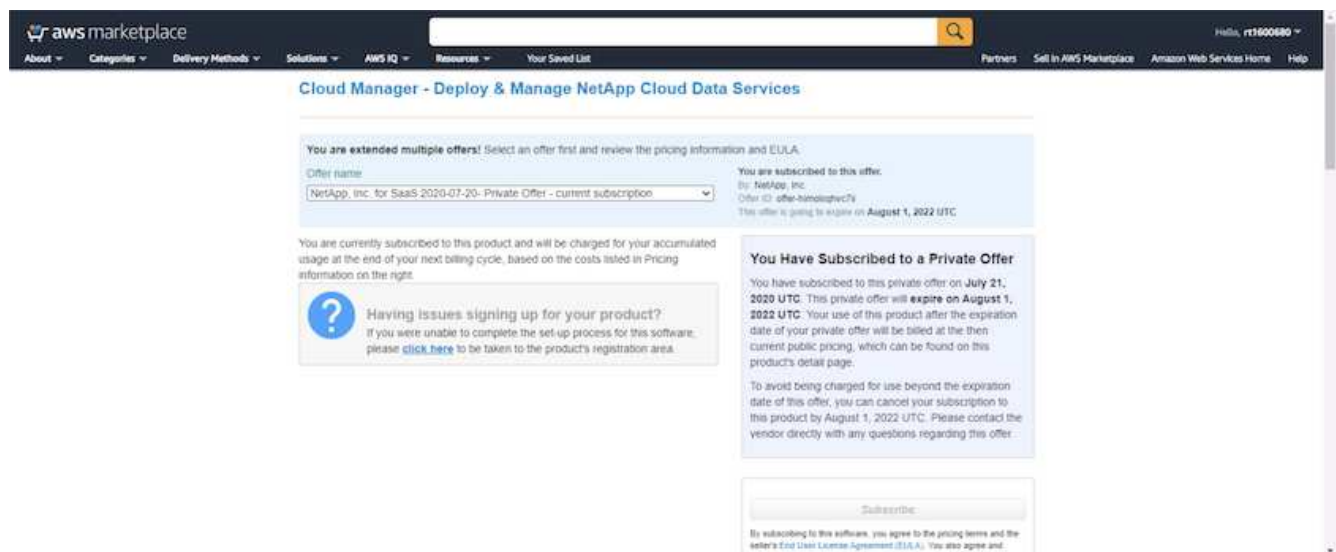 aws marketplace
Hello, rt1600680
About Categories Delivery Methods Solutions AWS IQ Resources Your Saved List Partners Sell in AWS Marketplace Amazon Web Services Home Help
Cloud Manager - Deploy & Manage NetApp Cloud Data Services
You are extended multiple offers! Select an offer first and review the pricing information and EULA.
Offer name
NetApp, Inc. for SaaS 2020-07-20- Private Offer - current subscription
You are subscribed to this offer.
By: NetApp, Inc.
Offer ID:
This offer is going to expire on August 1, 2022 UTC
You are currently subscribed to this product and will be charged for your accumulated
usage at the end of your next billing cycle, based on the costs listed in Pricing
information on the right.
?
Having issues signing up for your product?
If you were unable to complete the set-up process for this software,
please click here to be taken to the product's registration area.
You Have Subscribed to a Private Offer
You have subscribed to this private offer on July 21,
2020 UTC. This private offer will expire on August 1,
2022 UTC. Your use of this product after the expiration
date of your private offer will be billed at the then
current public pricing, which can be found on this
product's detail page.
To avoid being charged for use beyond the expiration
date of this offer, you can cancel your subscription to
this product by August 1, 2022 UTC. Please contact the
vendor directly with any questions regarding this offer.
Subscribe
By subscribing to this software, you agree to the pricing terms and the
seller's End User License Agreement (EULA). You also agree and